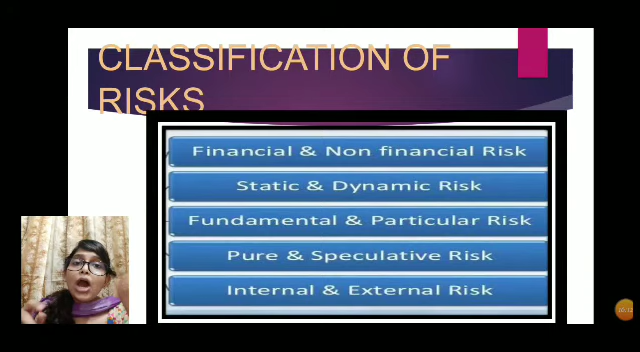 CLASSIFICATION OF
RISKS
Financial & Non financial Risk
Static & Dynamic Risk
Fundamental & Particular Risk
Pure & Speculative Risk
Internal & External Risk